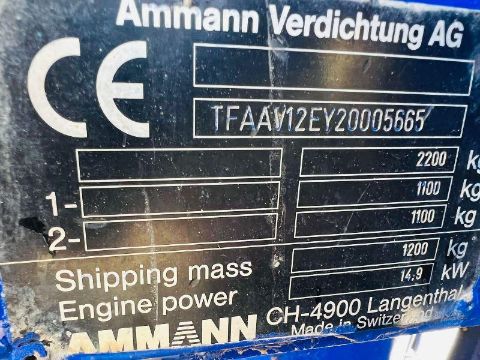 Ammann Verdichtung AG
CE
TFAAV12EY20005665
2200 kg
1- 1100 kg
2- 1100 kg
Shipping mass 1200 kg
Engine power 14.9 kW
AMMANN CH-4900 Langenthal
Made in Switzerland